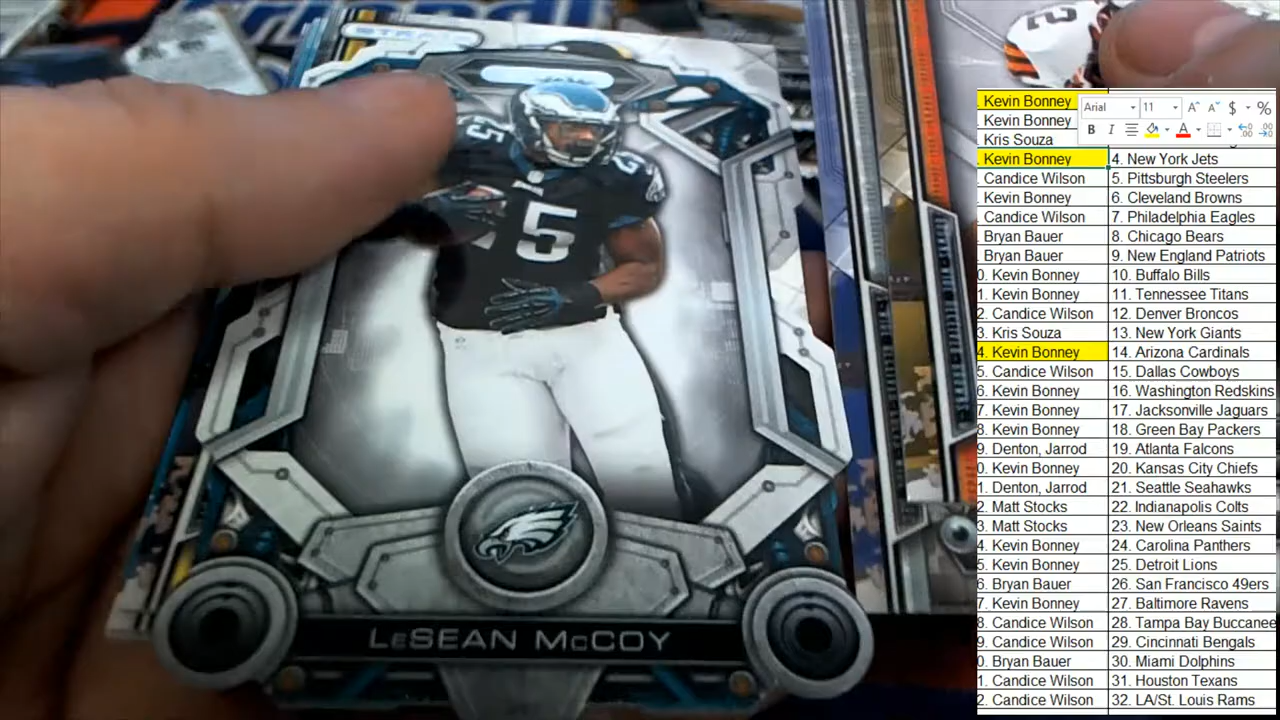 LeSEAN McCOY
25
5
2
Arial 11 A A $ %
B I A
Kevin Bonney
Kevin Bonney
Kris Souza
Kevin Bonney 4. New York Jets
Candice Wilson 5. Pittsburgh Steelers
Kevin Bonney 6. Cleveland Browns
Candice Wilson 7. Philadelphia Eagles
Bryan Bauer 8. Chicago Bears
Bryan Bauer 9. New England Patriots
0. Kevin Bonney 10. Buffalo Bills
1. Kevin Bonney 11. Tennessee Titans
2. Candice Wilson 12. Denver Broncos
3. Kris Souza 13. New York Giants
4. Kevin Bonney 14. Arizona Cardinals
5. Candice Wilson 15. Dallas Cowboys
6. Kevin Bonney 16. Washington Redskins
7. Kevin Bonney 17. Jacksonville Jaguars
8. Kevin Bonney 18. Green Bay Packers
9. Denton, Jarrod 19. Atlanta Falcons
0. Kevin Bonney 20. Kansas City Chiefs
1. Denton, Jarrod 21. Seattle Seahawks
2. Matt Stocks 22. Indianapolis Colts
3. Matt Stocks 23. New Orleans Saints
4. Kevin Bonney 24. Carolina Panthers
5. Kevin Bonney 25. Detroit Lions
6. Bryan Bauer 26. San Francisco 49ers
7. Kevin Bonney 27. Baltimore Ravens
8. Candice Wilson 28. Tampa Bay Buccanee
9. Candice Wilson 29. Cincinnati Bengals
0. Bryan Bauer 30. Miami Dolphins
1. Candice Wilson 31. Houston Texans
2. Candice Wilson 32. LA/St. Louis Rams